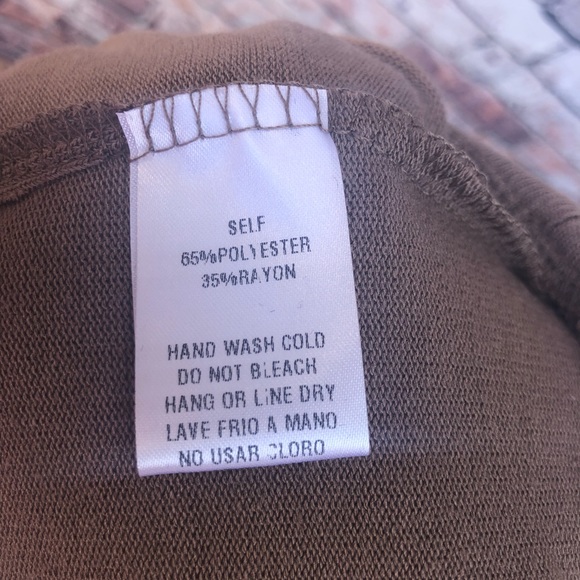 SELF
65%POLYESTER
35%RAYON
HAND WASH COLD
DO NOT BLEACH
HANG OR LINE DRY
LAVE FRIO A MANO
NO USAR CLORO